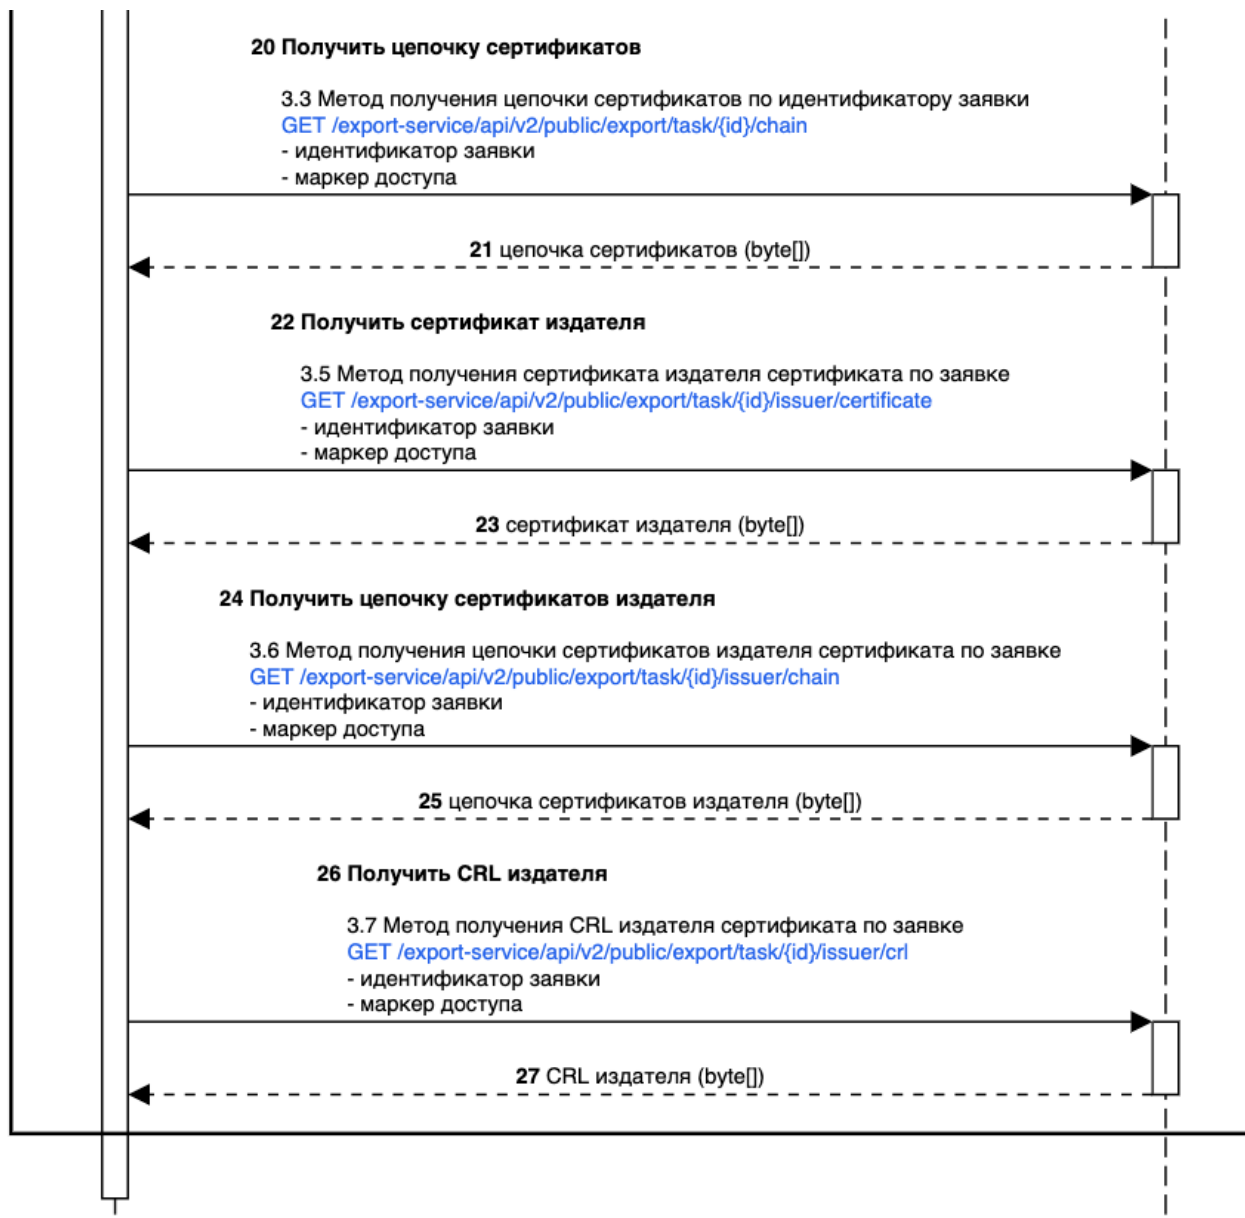 20 Получить цепочку сертификатов
3.3 Метод получения цепочки сертификатов по идентификатору заявки
GET /export-service/api/v2/public/export/task/{id}/chain
- идентификатор заявки
- маркер доступа
21 цепочка сертификатов (byte[])
22 Получить сертификат издателя
3.5 Метод получения сертификата издателя сертификата по заявке
GET /export-service/api/v2/public/export/task/{id}/issuer/certificate
- идентификатор заявки
- маркер доступа
23 сертификат издателя (byte[])
24 Получить цепочку сертификатов издателя
3.6 Метод получения цепочки сертификатов издателя сертификата по заявке
GET /export-service/api/v2/public/export/task/{id}/issuer/chain
- идентификатор заявки
- маркер доступа
25 цепочка сертификатов издателя (byte[])
26 Получить CRL издателя
3.7 Метод получения CRL издателя сертификата по заявке
GET /export-service/api/v2/public/export/task/{id}/issuer/crl
- идентификатор заявки
- маркер доступа
27 CRL издателя (byte[])